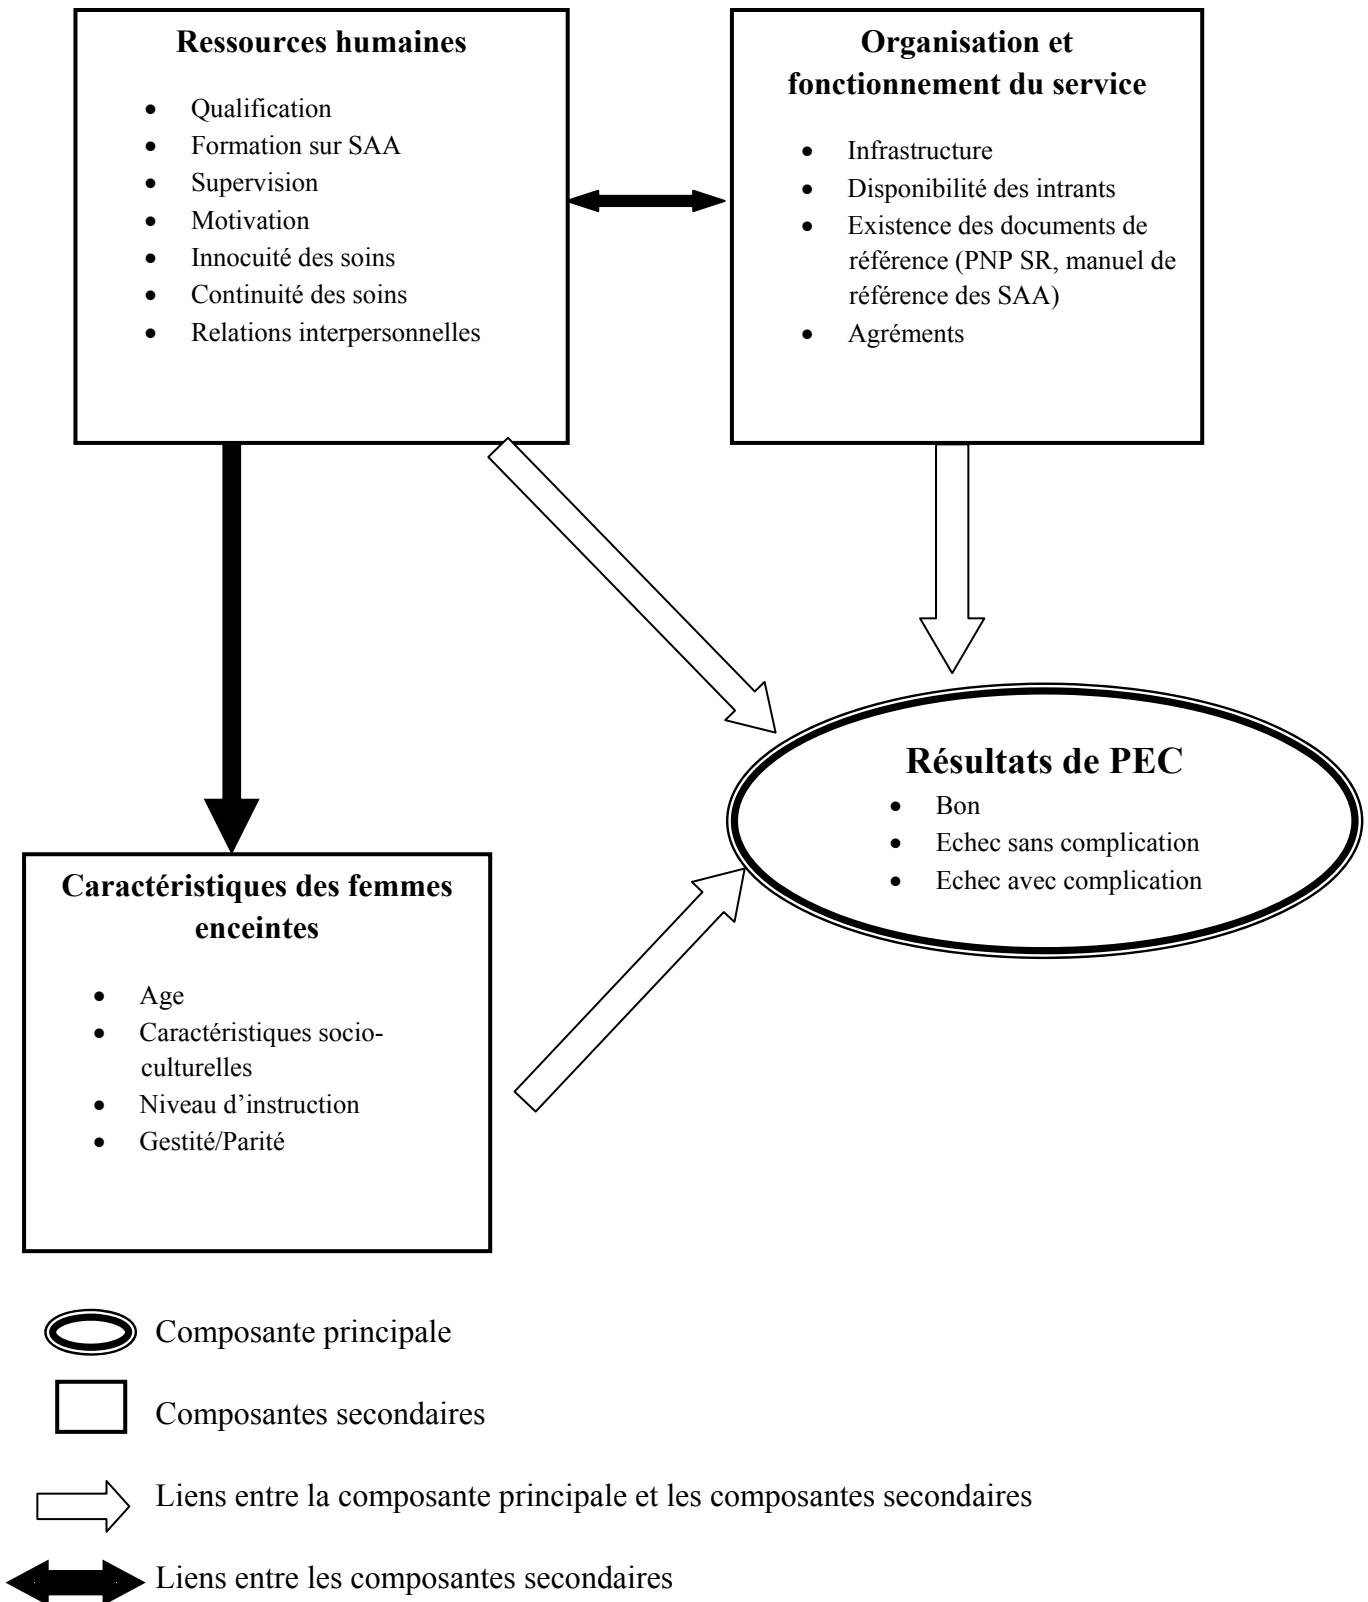 Ressources humaines
• Qualification
• Formation sur SAA
• Supervision
• Motivation
• Innocuité des soins
• Continuité des soins
• Relations interpersonnelles
Organisation et
fonctionnement du service
• Infrastructure
• Disponibilité des intrants
• Existence des documents de
référence (PNP SR, manuel de
référence des SAA)
• Agréments
Résultats de PEC
• Bon
• Echec sans complication
• Echec avec complication
Caractéristiques des femmes
enceintes
• Age
• Caractéristiques socio-
culturelles
• Niveau d’instruction
• Gestité/Parité
Composante principale
Composantes secondaires
Liens entre la composante principale et les composantes secondaires
Liens entre les composantes secondaires